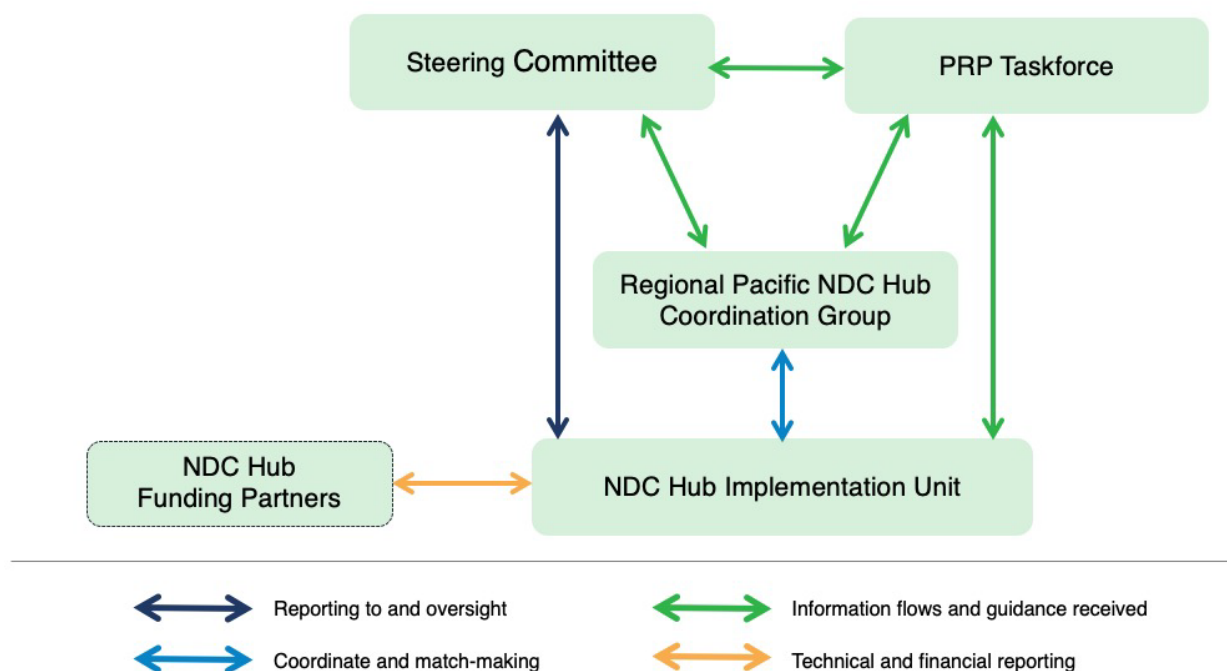 Steering Committee
PRP Taskforce
Regional Pacific NDC Hub
Coordination Group
NDC Hub
Funding Partners
NDC Hub Implementation Unit
Reporting to and oversight
Information flows and guidance received
Coordinate and match-making
Technical and financial reporting